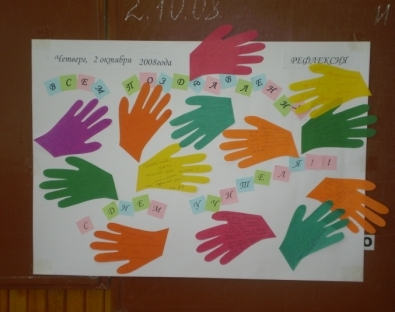 2.10.08
и
Четверг, 2 октября 2008года
РЕФЛЕКСИЯ
ВСЕМ ПОЗДРАВЛЕНИЯ
С ДНЕМ УЧИТЕЛЯ!!